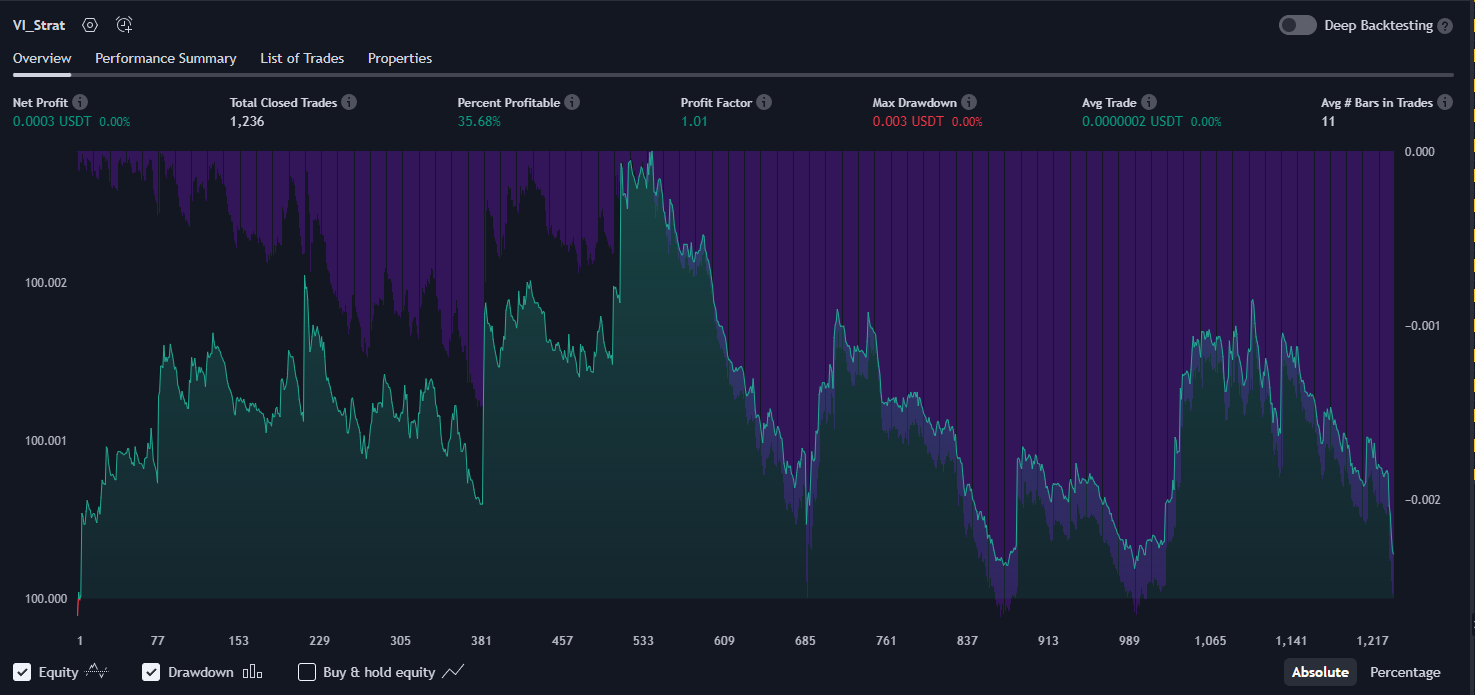 VI_Strat
Deep Backtesting ?
Overview Performance Summary List of Trades Properties
Net Profit Total Closed Trades Percent Profitable Profit Factor Max Drawdown Avg Trade Avg # Bars in Trades
0.0003 USDT 0.00% 1,236 35.68% 1.01 0.003 USDT 0.00% 0.0000002 USDT 0.00% 11
0.000
100.002
−0.001
100.001
−0.002
100.000
1 77 153 229 305 381 457 533 609 685 761 837 913 989 1,065 1,141 1,217
Equity Drawdown Buy & hold equity Absolute Percentage